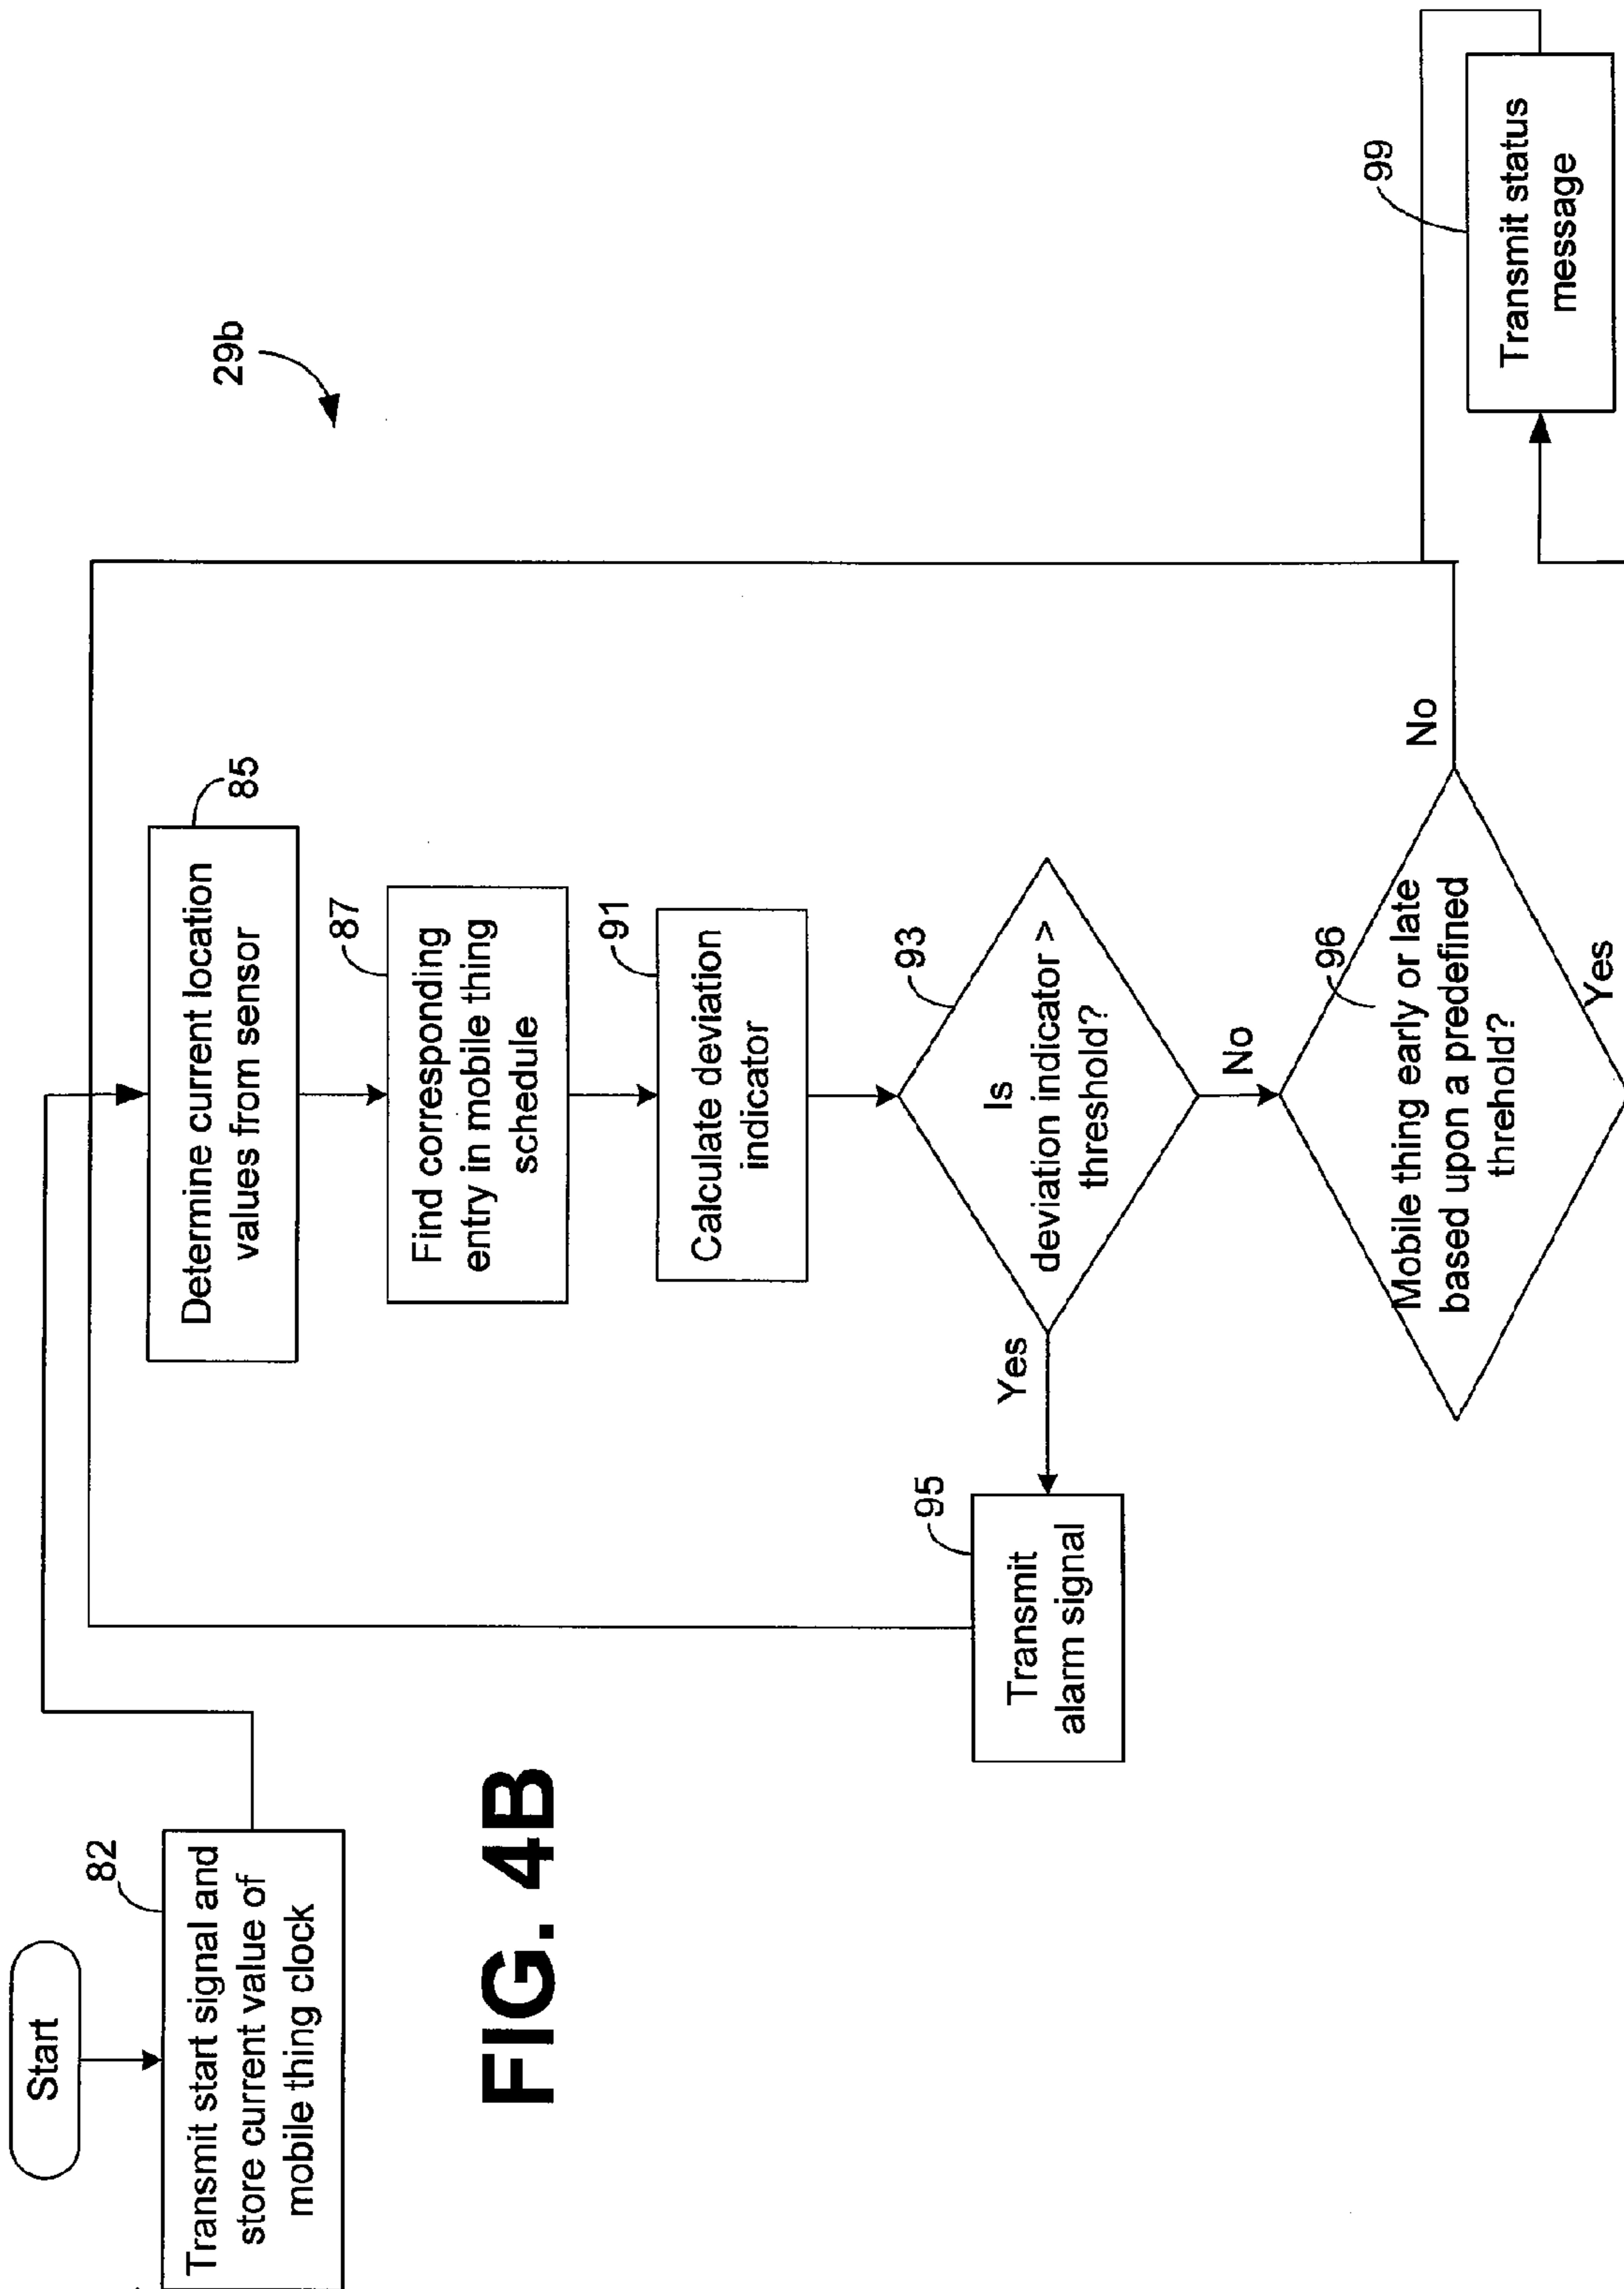 Start
82
Transmit start signal and
store current value of
mobile thing clock
29b
85
Determine current location
values from sensor
87
Find corresponding
entry in mobile thing
schedule
91
Calculate deviation
indicator
93
Is
deviation indicator >
threshold?
Yes
No
95
Transmit
alarm signal
96
Mobile thing early or late
based upon a predefined
threhold?
No
Yes
99
Transmit status
message
FIG. 4B